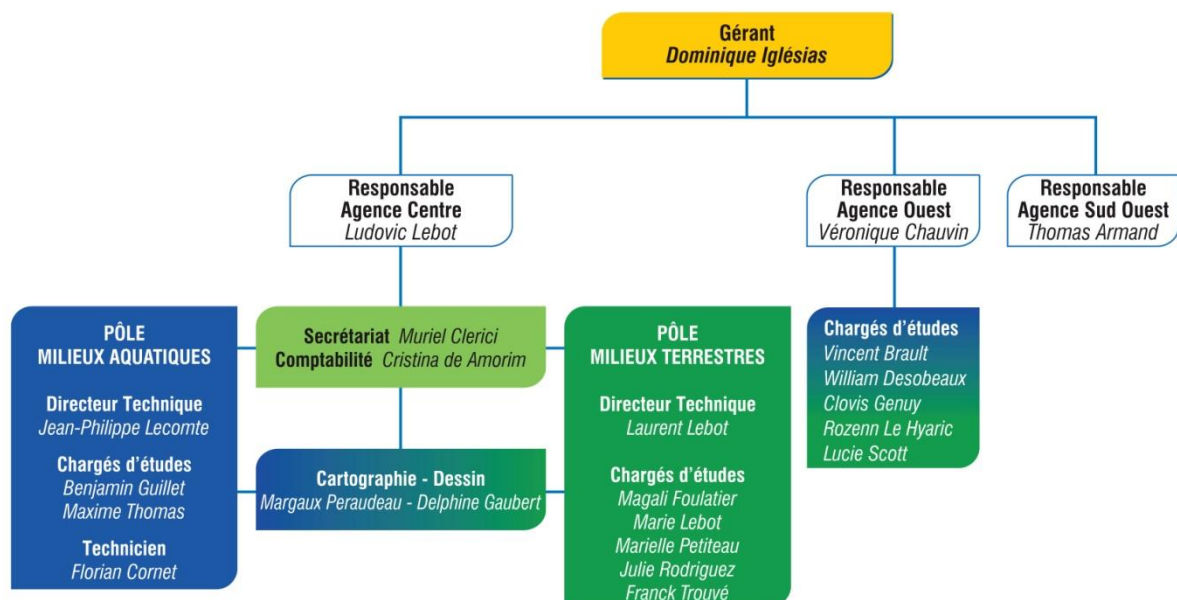 Gérant
Dominique Iglésias
Responsable
Agence Centre
Ludovic Lebot
Responsable
Agence Ouest
Véronique Chauvin
Responsable
Agence Sud Ouest
Thomas Armand
PÔLE
MILIEUX AQUATIQUES
Directeur Technique
Jean-Philippe Lecomte
Chargés d'études
Benjamin Guillet
Maxime Thomas
Technicien
Florian Cornet
Secrétariat Muriel Clerici
Comptabilité Cristina de Amorim
Cartographie - Dessin
Margaux Peraudeau - Delphine Gaubert
PÔLE
MILIEUX TERRESTRES
Directeur Technique
Laurent Lebot
Chargés d'études
Magali Foulatier
Marie Lebot
Marielle Petiteau
Julie Rodriguez
Franck Trouvé
Chargés d'études
Vincent Brault
William Desobeaux
Clovis Genuy
Rozenn Le Hyaric
Lucie Scott